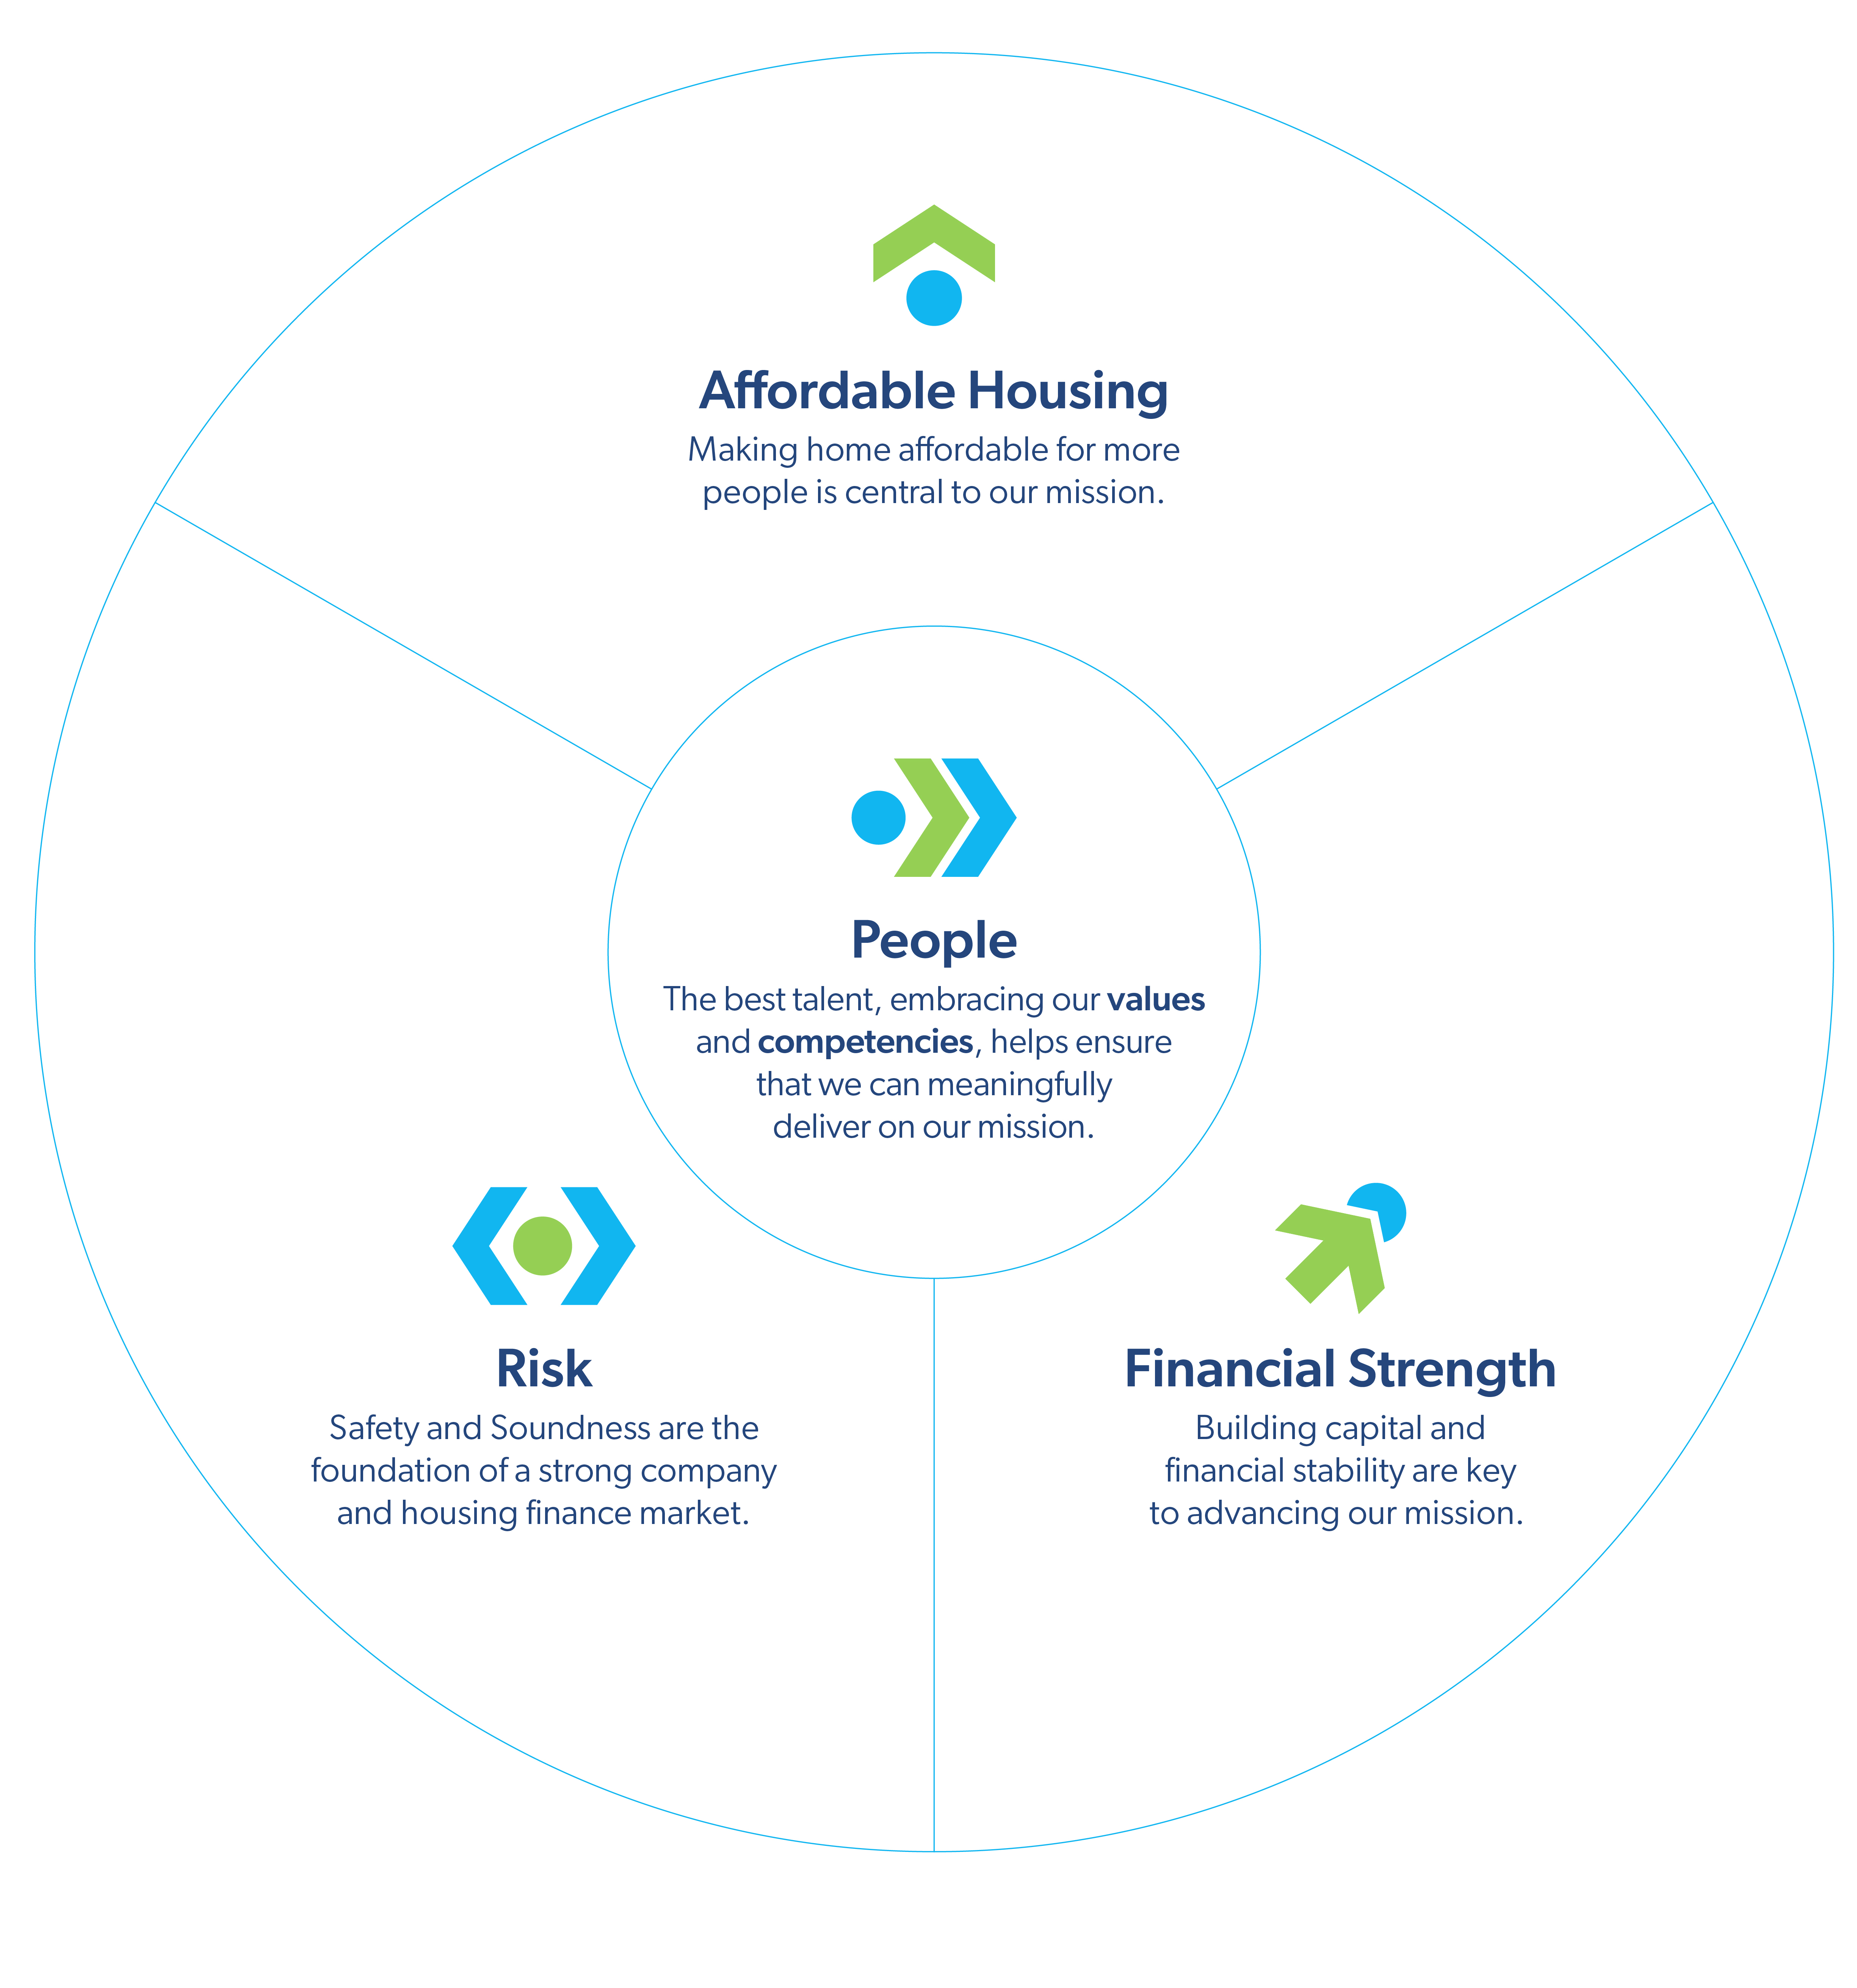 Affordable Housing
Making home affordable for more
people is central to our mission.
People
The best talent, embracing our values
and competencies, helps ensure
that we can meaningfully
deliver on our mission.
Risk
Safety and Soundness are the
foundation of a strong company
and housing finance market.
Financial Strength
Building capital and
financial stability are key
to advancing our mission.